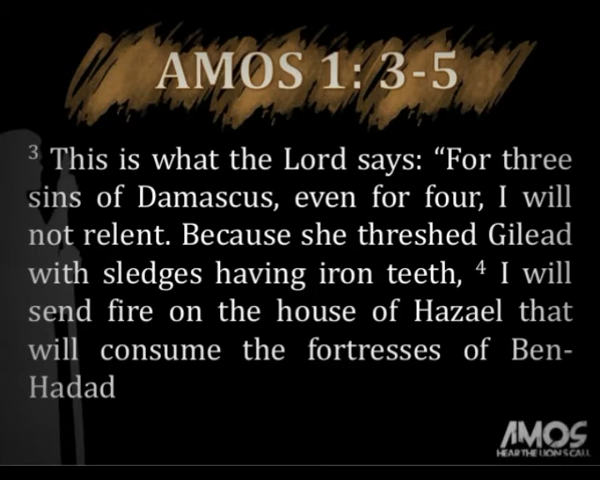 AMOS 1: 3-5
³ This is what the Lord says: “For three
sins of Damascus, even for four, I will
not relent. Because she threshed Gilead
with sledges having iron teeth, ⁴ I will
send fire on the house of Hazael that
will consume the fortresses of Ben-
Hadad
AMOS
HEAR THE LION'S CALL